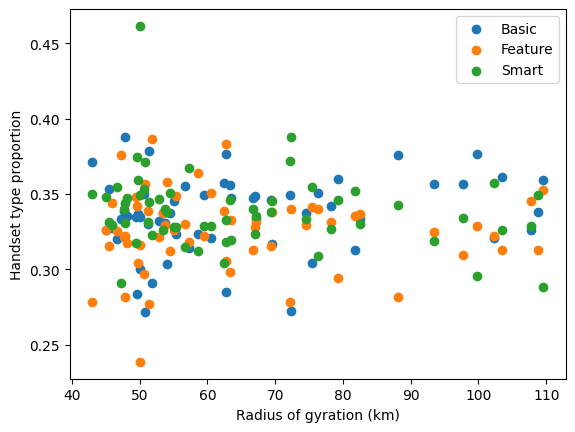 Basic
Feature
Smart
Handset type proportion
0.45
0.40
0.35
0.30
0.25
40 50 60 70 80 90 100 110
Radius of gyration (km)